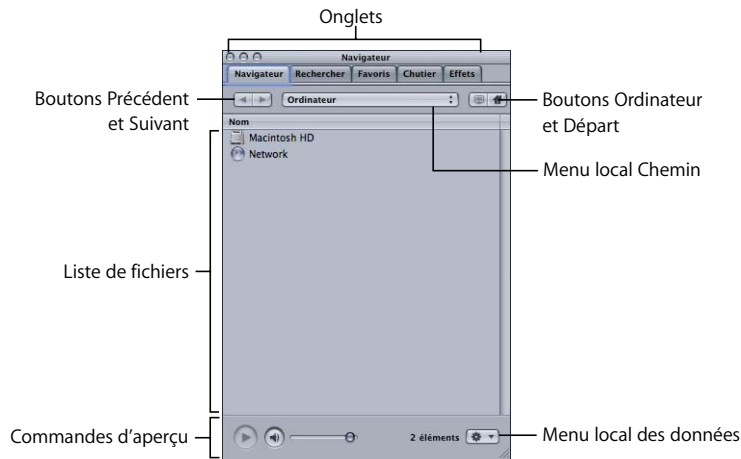 Onglets
Navigateur
Navigateur Rechercher Favoris Chutier Effets
Boutons Précédent
et Suivant
Ordinateur
Boutons Ordinateur
et Départ
Nom
Macintosh HD
Network
Menu local Chemin
Liste de fichiers
Commandes d'aperçu
2 éléments
Menu local des données